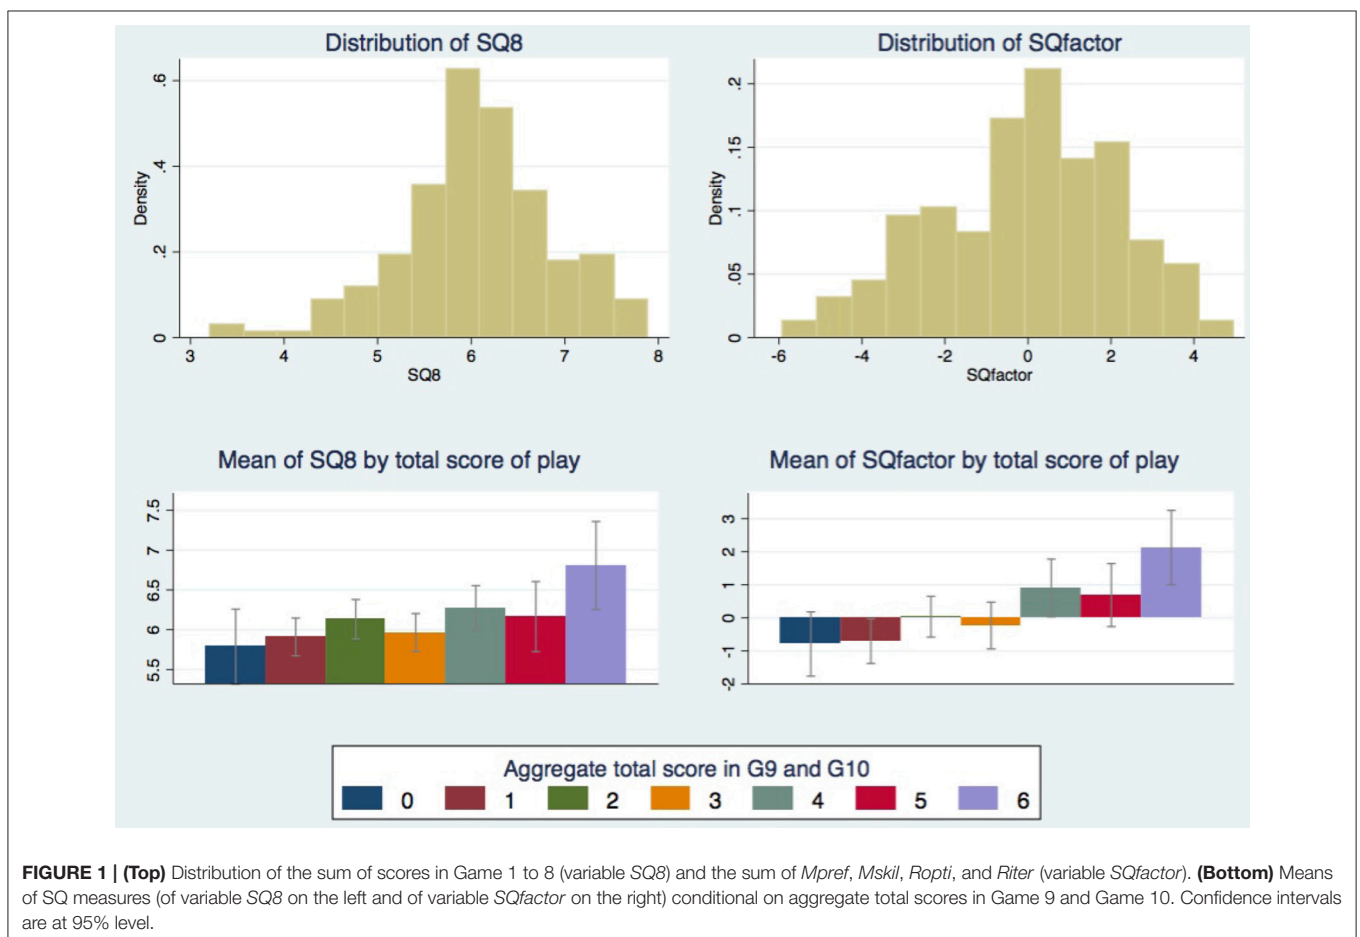 Distribution of SQ8
Density
0 .2 .4 .6
3 4 5 6 7 8
SQ8
Distribution of SQfactor
Density
0 .05 .1 .15 .2
-6 -4 -2 0 2 4
SQfactor
Mean of SQ8 by total score of play
5.5 6 6.5 7 7.5
Mean of SQfactor by total score of play
-2 -1 0 1 2 3
Aggregate total score in G9 and G10
0 1 2 3 4 5 6
FIGURE 1 | (Top) Distribution of the sum of scores in Game 1 to 8 (variable SQ8) and the sum of Mpref, Mskil, Ropti, and Riter (variable SQfactor). (Bottom) Means
of SQ measures (of variable SQ8 on the left and of variable SQfactor on the right) conditional on aggregate total scores in Game 9 and Game 10. Confidence intervals
are at 95% level.